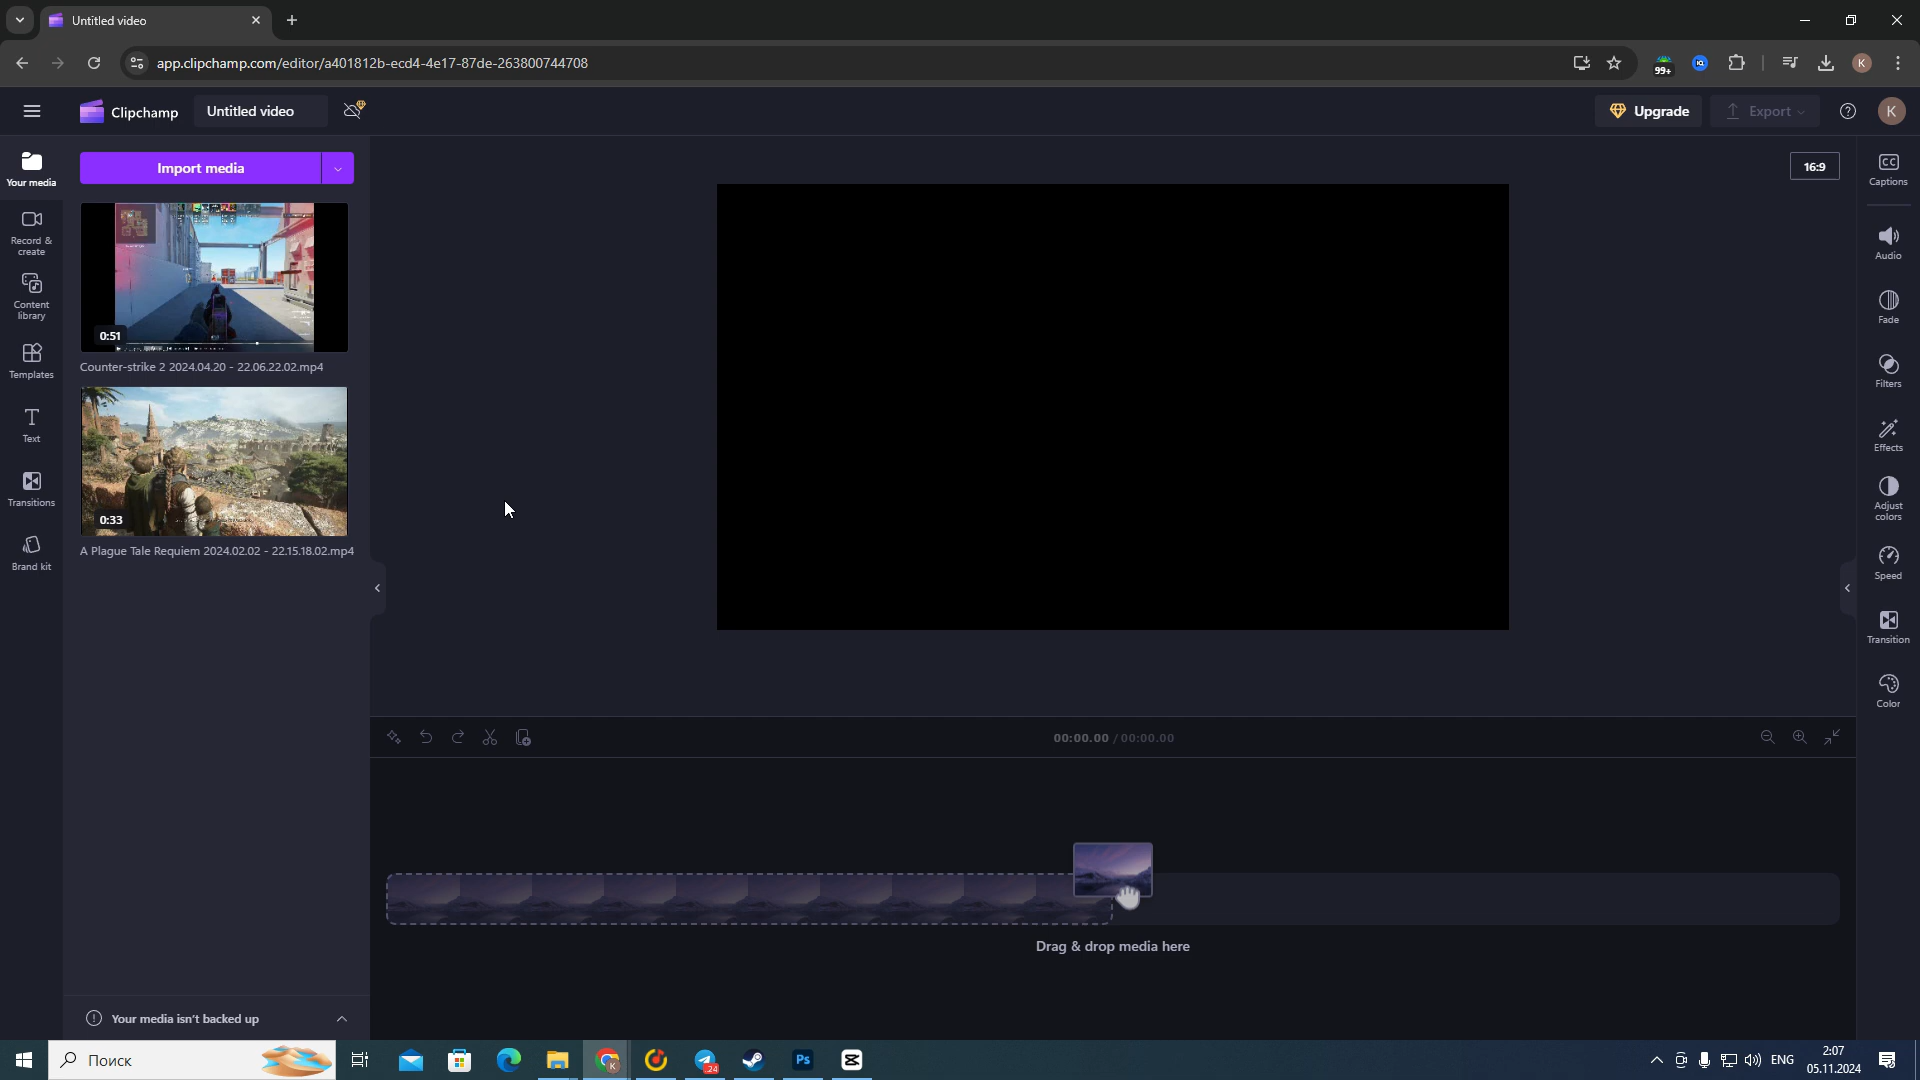 Untitled video
app.clipchamp.com/editor/a401812b-ecd4-4e17-87de-263800744708
99+
K
Clipchamp
Untitled video
Upgrade
Export
K
Your media
Record &
create
Content
library
Templates
Text
Transitions
Brand kit
Import media
0:51
Counter-strike 2 2024.04.20 - 22.06.22.02.mp4
0:33
A Plague Tale Requiem 2024.02.02 - 22.15.18.02.mp4
Your media isn't backed up
16:9
CC
Captions
Audio
Fade
Filters
Effects
Adjust
colors
Speed
Transition
Color
00:00.00 / 00:00.00
Drag & drop media here
Поиск
K
24
Ps
ENG
2:07
05.11.2024